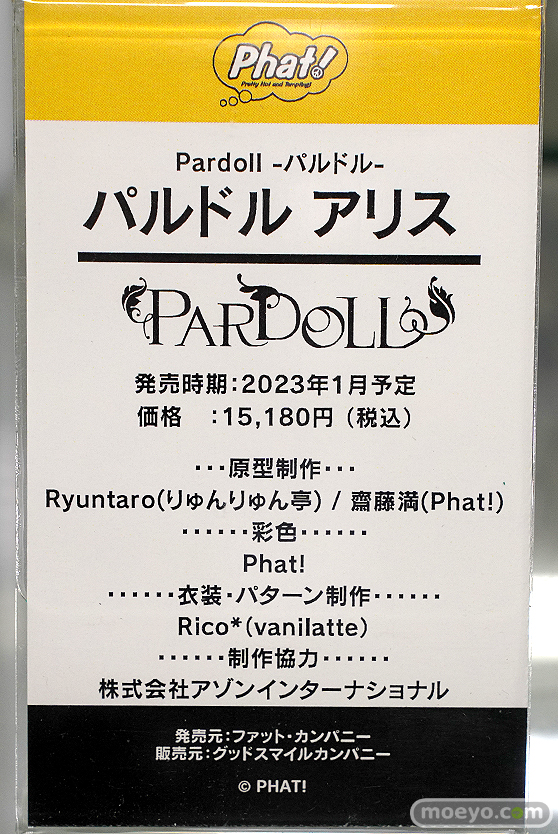 Phat!
Pretty Hot and Tempting!
Pardoll -パルドル-
パルドル アリス
PARDOLL
発売時期:2023年1月予定
価格　:15,180円（税込）
･･･原型制作･･･
Ryuntaro(りゅんりゅん亭) / 齋藤満(Phat!)
･･････彩色･･････
Phat!
･･････衣装・パターン制作･･････
Rico*(vanilatte)
･･････制作協力･･････
株式会社アゾンインターナショナル
発売元:ファット・カンパニー
販売元:グッドスマイルカンパニー
© PHAT!
moeyo.com